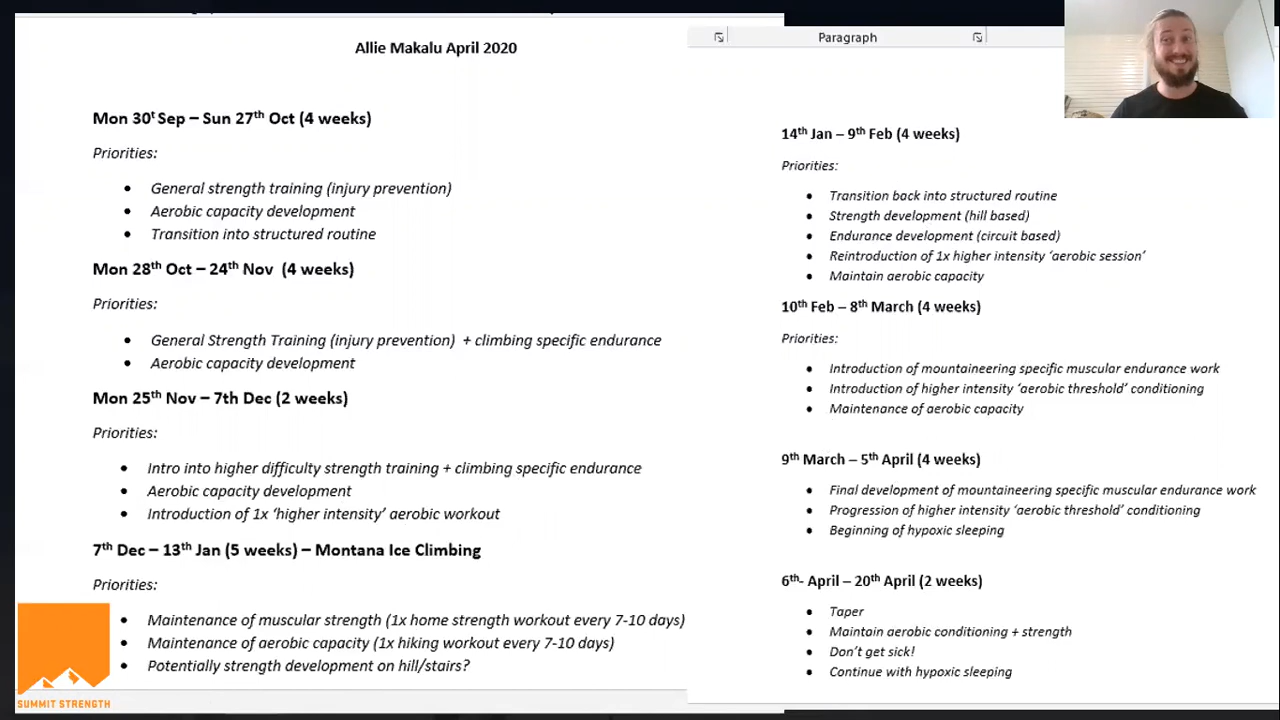 Allie Makalu April 2020
Mon 30t Sep – Sun 27th Oct (4 weeks)
Priorities:
• General strength training (injury prevention)
• Aerobic capacity development
• Transition into structured routine
Mon 28th Oct – 24th Nov (4 weeks)
Priorities:
• General Strength Training (injury prevention) + climbing specific endurance
• Aerobic capacity development
Mon 25th Nov – 7th Dec (2 weeks)
Priorities:
• Intro into higher difficulty strength training + climbing specific endurance
• Aerobic capacity development
• Introduction of 1x ‘higher intensity’ aerobic workout
7th Dec – 13th Jan (5 weeks) – Montana Ice Climbing
Priorities:
• Maintenance of muscular strength (1x home strength workout every 7-10 days)
• Maintenance of aerobic capacity (1x hiking workout every 7-10 days)
• Potentially strength development on hill/stairs?
SUMMIT STRENGTH
Paragraph
14th Jan – 9th Feb (4 weeks)
Priorities:
• Transition back into structured routine
• Strength development (hill based)
• Endurance development (circuit based)
• Reintroduction of 1x higher intensity ‘aerobic session’
• Maintain aerobic capacity
10th Feb – 8th March (4 weeks)
Priorities:
• Introduction of mountaineering specific muscular endurance work
• Introduction of higher intensity ‘aerobic threshold’ conditioning
• Maintenance of aerobic capacity
9th March – 5th April (4 weeks)
• Final development of mountaineering specific muscular endurance work
• Progression of higher intensity ‘aerobic threshold’ conditioning
• Beginning of hypoxic sleeping
6th- April – 20th April (2 weeks)
• Taper
• Maintain aerobic conditioning + strength
• Don’t get sick!
• Continue with hypoxic sleeping